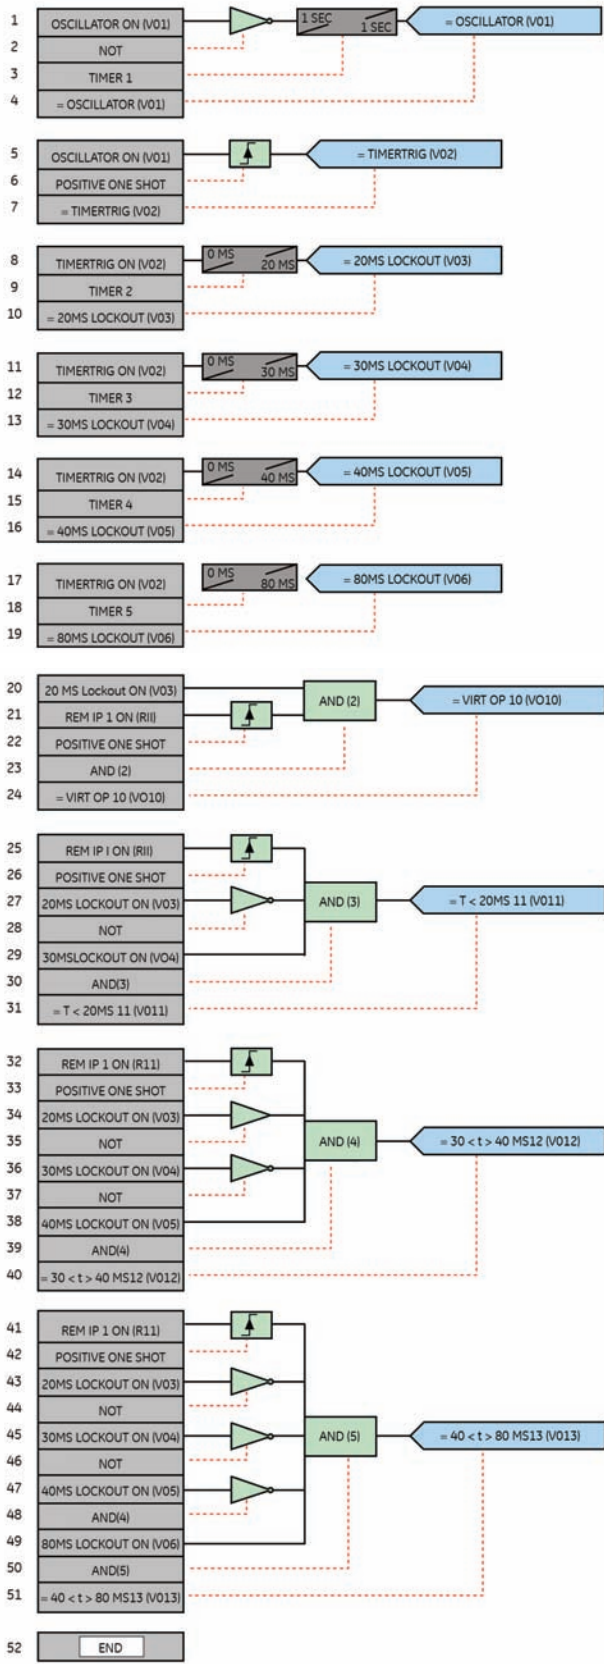 1 OSCILLATOR ON (V01) 1 SEC 1 SEC = OSCILLATOR (V01)
2 NOT
3 TIMER 1
4 = OSCILLATOR (V01)
5 OSCILLATOR ON (V01) = TIMERTRIG (V02)
6 POSITIVE ONE SHOT
7 = TIMERTRIG (V02)
8 TIMERTRIG ON (V02) 0 MS 20 MS = 20MS LOCKOUT (V03)
9 TIMER 2
10 = 20MS LOCKOUT (V03)
11 TIMERTRIG ON (V02) 0 MS 30 MS = 30MS LOCKOUT (V04)
12 TIMER 3
13 = 30MS LOCKOUT (V04)
14 TIMERTRIG ON (V02) 0 MS 40 MS = 40MS LOCKOUT (V05)
15 TIMER 4
16 = 40MS LOCKOUT (V05)
17 TIMERTRIG ON (V02) 0 MS 80 MS = 80MS LOCKOUT (V06)
18 TIMER 5
19 = 80MS LOCKOUT (V06)
20 20 MS Lockout ON (V03) AND (2) = VIRT OP 10 (VO10)
21 REM IP 1 ON (RII)
22 POSITIVE ONE SHOT
23 AND (2)
24 = VIRT OP 10 (VO10)
25 REM IP I ON (RII)
26 POSITIVE ONE SHOT
27 20MS LOCKOUT ON (V03) AND (3) = T < 20MS 11 (V011)
28 NOT
29 30MSLOCKOUT ON (VO4)
30 AND(3)
31 = T < 20MS 11 (V011)
32 REM IP 1 ON (R11)
33 POSITIVE ONE SHOT
34 20MS LOCKOUT ON (V03)
35 NOT AND (4) = 30 < t > 40 MS12 (V012)
36 30MS LOCKOUT ON (V04)
37 NOT
38 40MS LOCKOUT ON (V05)
39 AND(4)
40 = 30 < t > 40 MS12 (V012)
41 REM IP 1 ON (R11)
42 POSITIVE ONE SHOT
43 20MS LOCKOUT ON (V03)
44 NOT
45 30MS LOCKOUT ON (V04) AND (5) = 40 < t > 80 MS13 (V013)
46 NOT
47 40MS LOCKOUT ON (V05)
48 AND(4)
49 80MS LOCKOUT ON (V06)
50 AND(5)
51 = 40 < t > 80 MS13 (V013)
52 END